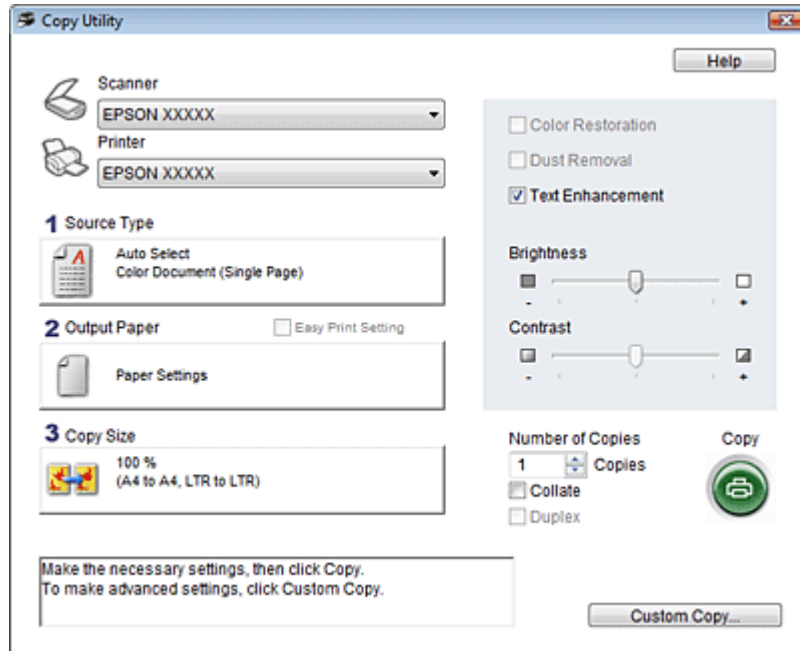 Copy Utility
Help
Scanner
EPSON XXXXX
Printer
EPSON XXXXX
1 Source Type
Auto Select
Color Document (Single Page)
2 Output Paper
Easy Print Setting
Paper Settings
3 Copy Size
100 %
(A4 to A4, LTR to LTR)
Color Restoration
Dust Removal
Text Enhancement
Brightness
- +
Contrast
- +
Number of Copies
1 Copies
Collate
Duplex
Copy
Make the necessary settings, then click Copy.
To make advanced settings, click Custom Copy.
Custom Copy...